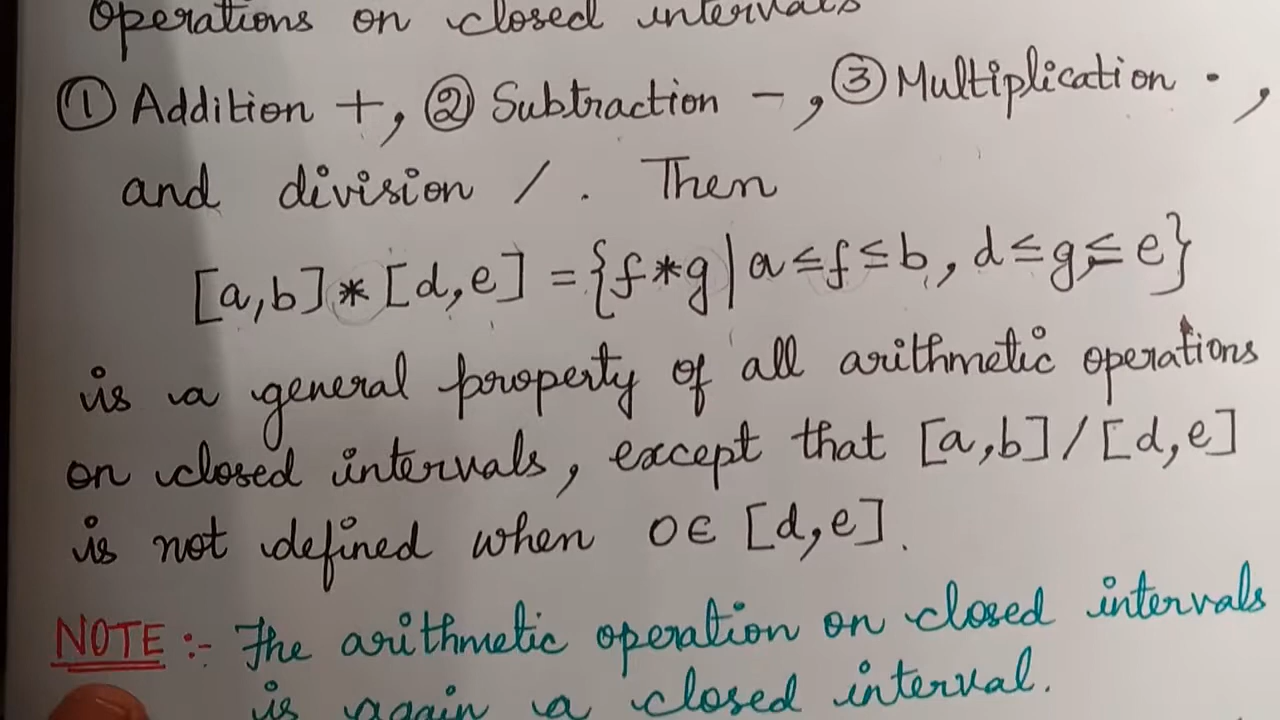 Operations on closed intervals
① Addition +, ② Subtraction -, ③ Multiplication ·,
and division /. Then
[a,b] * [d,e] = {f*g | a ≤ f ≤ b, d ≤ g ≤ e}
is a general property of all arithmetic operations
on closed intervals, except that [a,b] / [d,e]
is not defined when 0 ∈ [d,e].
NOTE :- The arithmetic operation on closed intervals
is again a closed interval.